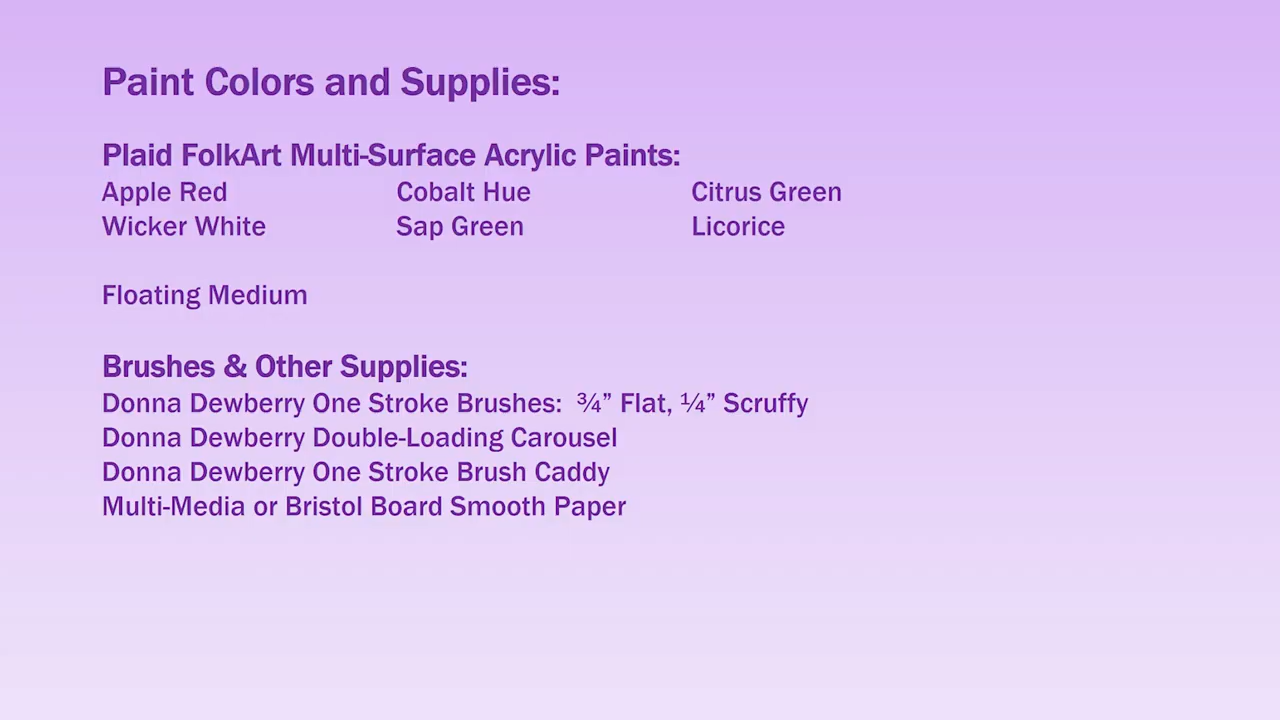 Paint Colors and Supplies:
Plaid FolkArt Multi-Surface Acrylic Paints:
Apple Red Cobalt Hue Citrus Green
Wicker White Sap Green Licorice
Floating Medium
Brushes & Other Supplies:
Donna Dewberry One Stroke Brushes:  ¾” Flat, ¼” Scruffy
Donna Dewberry Double-Loading Carousel
Donna Dewberry One Stroke Brush Caddy
Multi-Media or Bristol Board Smooth Paper